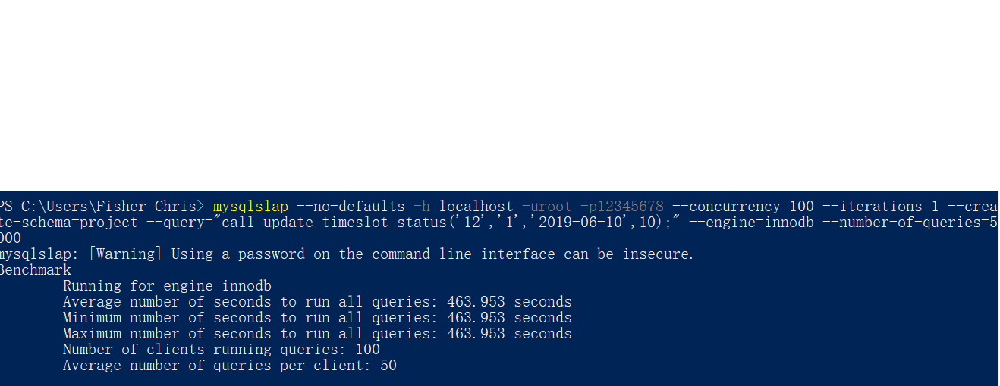 PS C:\Users\Fisher Chris> mysqlslap --no-defaults -h localhost -uroot -p12345678 --concurrency=100 --iterations=1 --crea
te-schema=project --query="call update_timeslot_status('12','1','2019-06-10',10);" --engine=innodb --number-of-queries=5
000
mysqlslap: [Warning] Using a password on the command line interface can be insecure.
Benchmark
        Running for engine innodb
        Average number of seconds to run all queries: 463.953 seconds
        Minimum number of seconds to run all queries: 463.953 seconds
        Maximum number of seconds to run all queries: 463.953 seconds
        Number of clients running queries: 100
        Average number of queries per client: 50